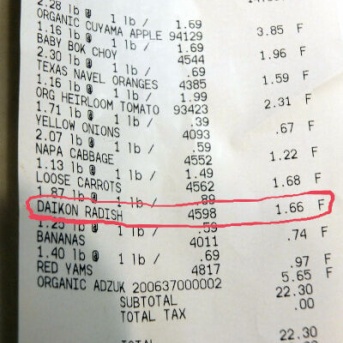 2.28 lb @ 1 lb / 1.69
ORGANIC CUYAMA APPLE 94129 3.85 F
1.16 lb @ 1 lb / 1.69
BABY BOK CHOY 4544 1.96 F
2.30 lb @ 1 lb / .69
TEXAS NAVEL ORANGES 4385 1.59 F
1.16 lb @ 1 lb / 1.99
ORG HEIRLOOM TOMATO 93423 2.31 F
1.71 lb @ 1 lb / .39
YELLOW ONIONS 4093 .67 F
2.07 lb @ 1 lb / .59
NAPA CABBAGE 4552 1.22 F
1.13 lb @ 1 lb / 1.49
LOOSE CARROTS 4562 1.68 F
1.87 lb @ 1 lb / .89
DAIKON RADISH 4598 1.66 F
1.25 lb @ 1 lb / .59
BANANAS 4011 .74 F
1.40 lb @ 1 lb / .69
RED YAMS 4817 .97 F
ORGANIC ADZUK 200637000002 5.65 F
SUBTOTAL 22.30
TOTAL TAX .00
TOTAL 22.30